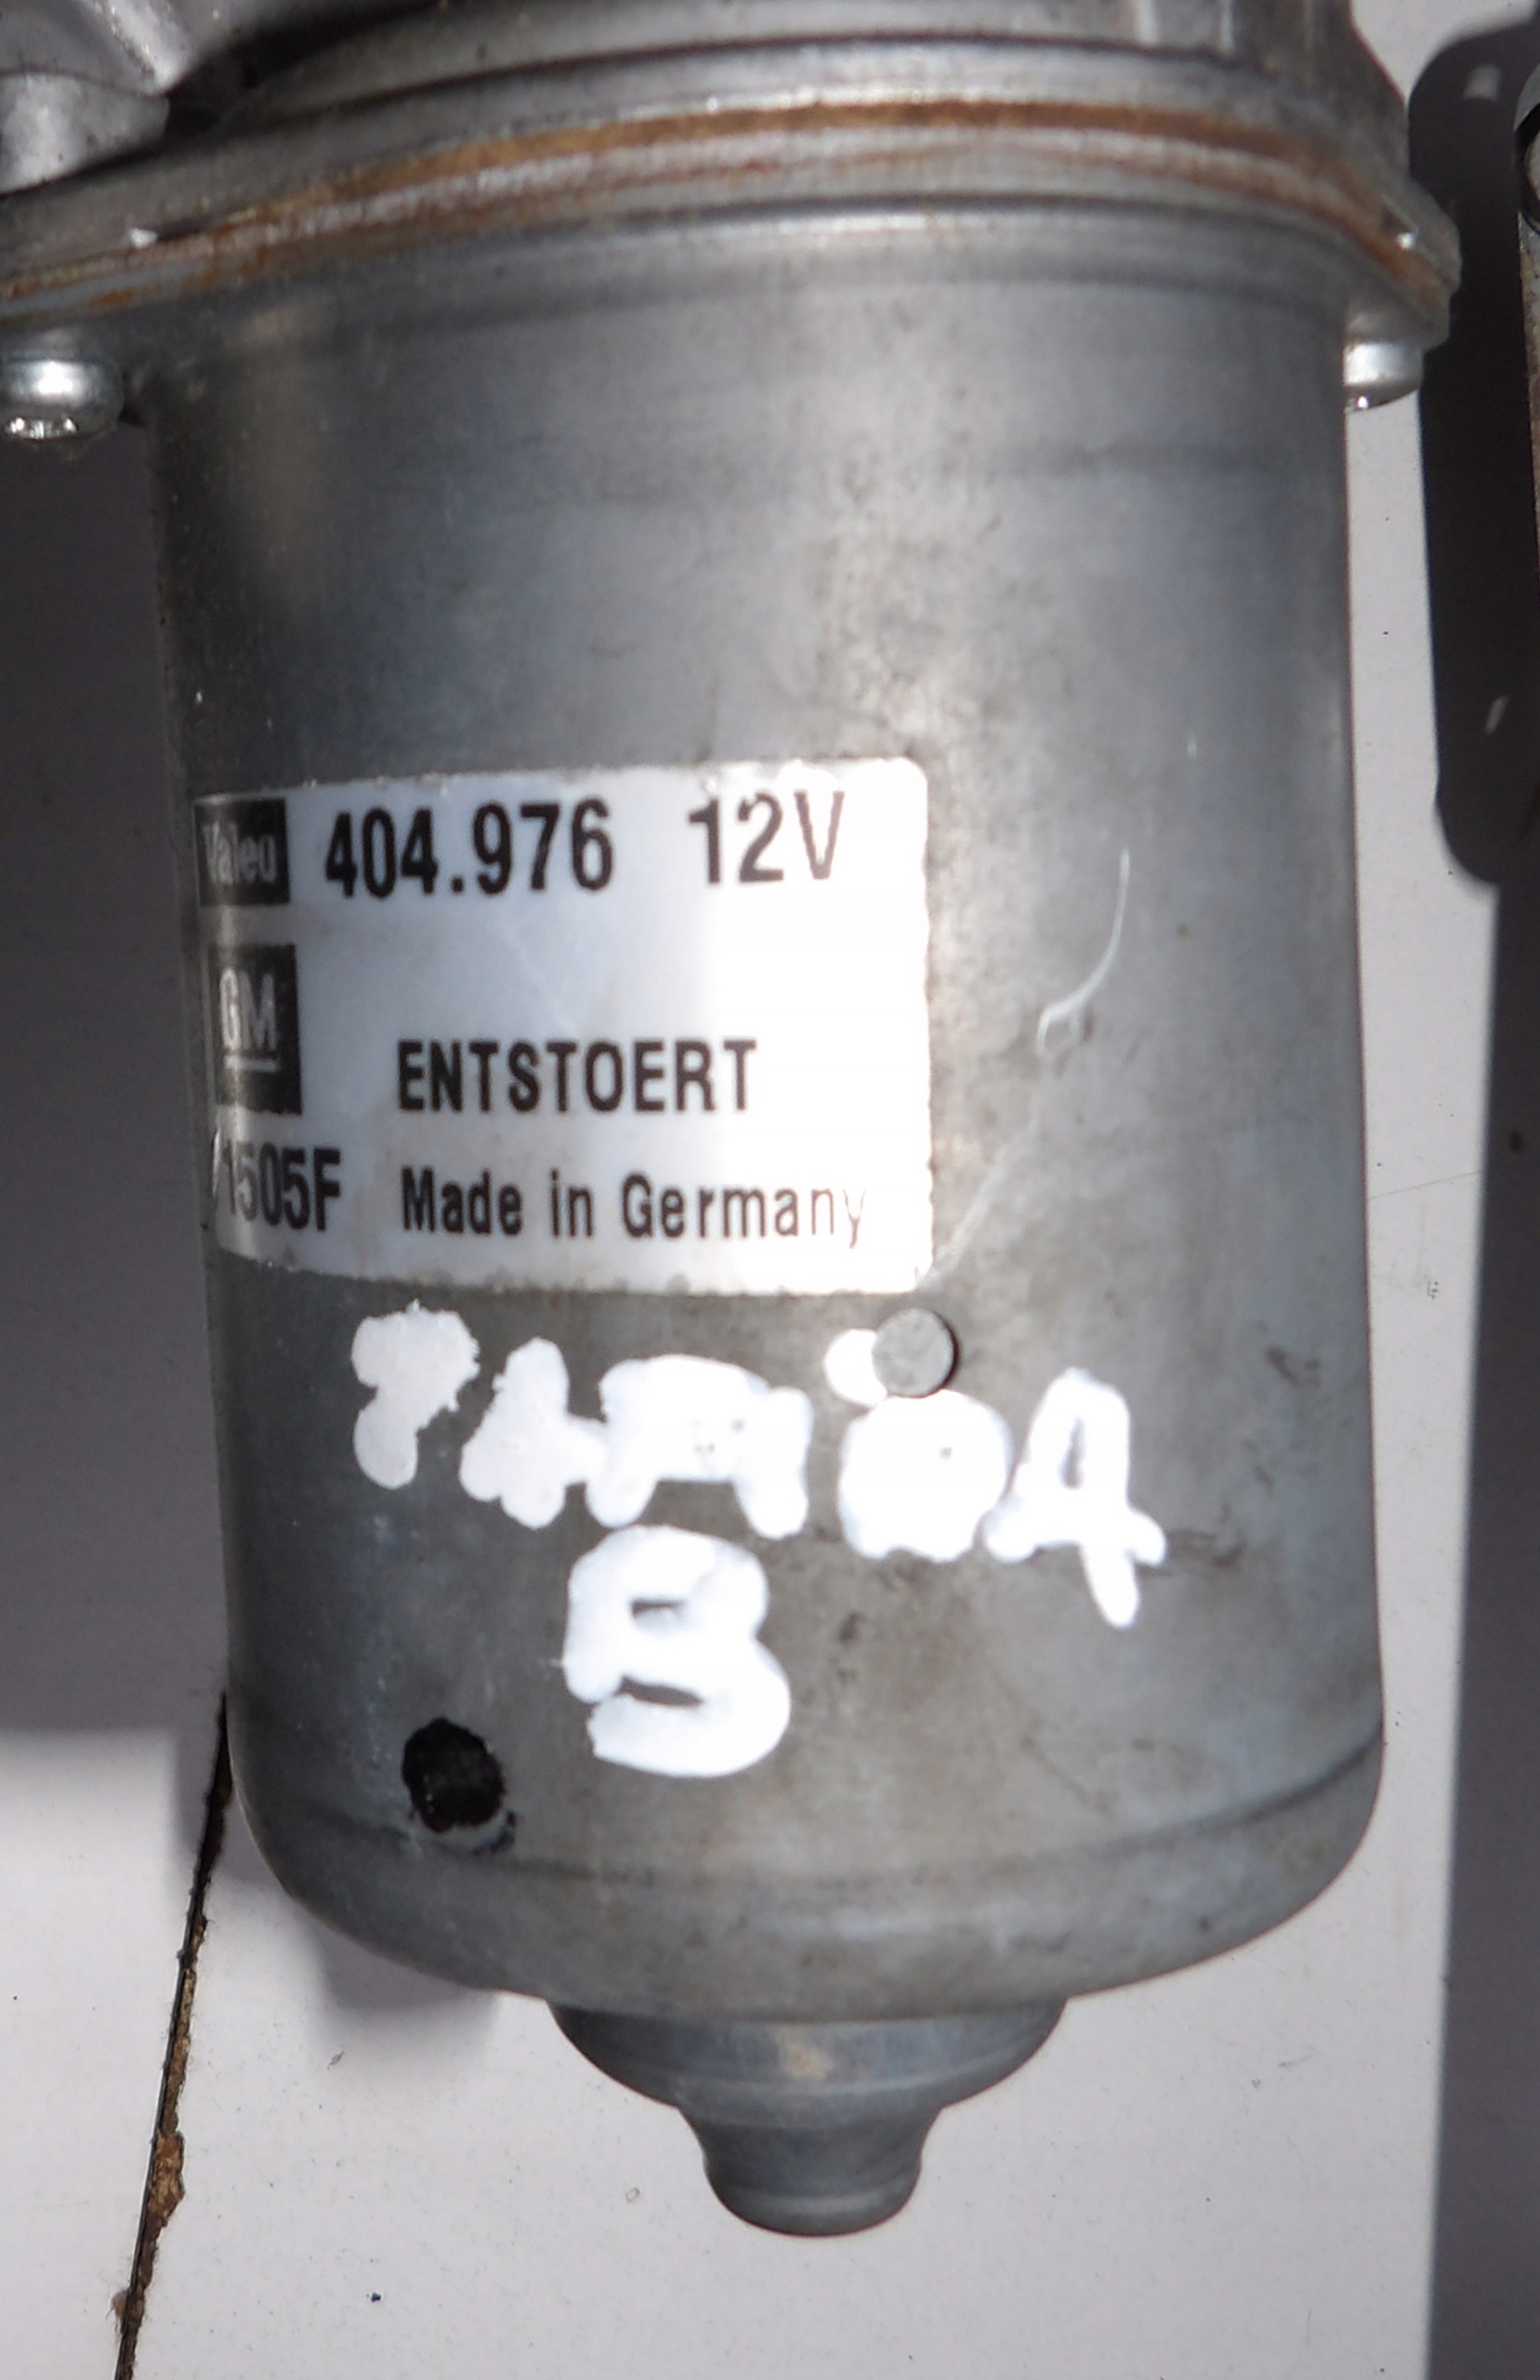 Valeo 404.976 12V
GM
ENTSTOERT
1505F Made in Germany
B